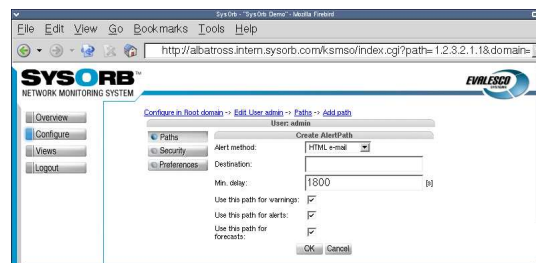 SysOrb - "SysOrb Demo" - Mozilla Firebird
File Edit View Go Bookmarks Tools Help
http://albatross.intern.sysorb.com/ksmso/index.cgi?path=1.2.3.2.1.1&domain=
SYSORB™
NETWORK MONITORING SYSTEM
EVALESCO
SYSTEMS
Overview
Configure
Views
Logout
Configure in Root domain -> Edit User admin -> Paths -> Add path
User: admin
Paths
Security
Preferences
Create AlertPath
Alert method: HTML e-mail
Destination:
Min. delay: 1800 [s]
Use this path for warnings:
Use this path for alerts:
Use this path for
forecasts:
OK Cancel